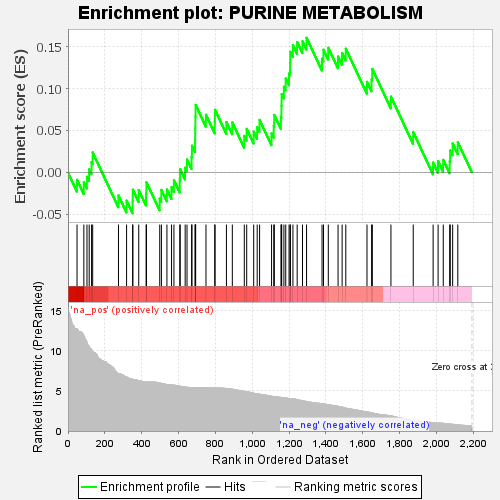 Enrichment plot: PURINE METABOLISM
Enrichment score (ES)
0.15
0.10
0.05
0.00
-0.05
Ranked list metric (PreRanked)
15
10
5
0
'na_pos' (positively correlated)
Zero cross at 2
'na_neg' (negatively correlated)
0
200
400
600
800
1,000
1,200
1,400
1,600
1,800
2,000
2,200
Rank in Ordered Dataset
Enrichment profile
Hits
Ranking metric scores